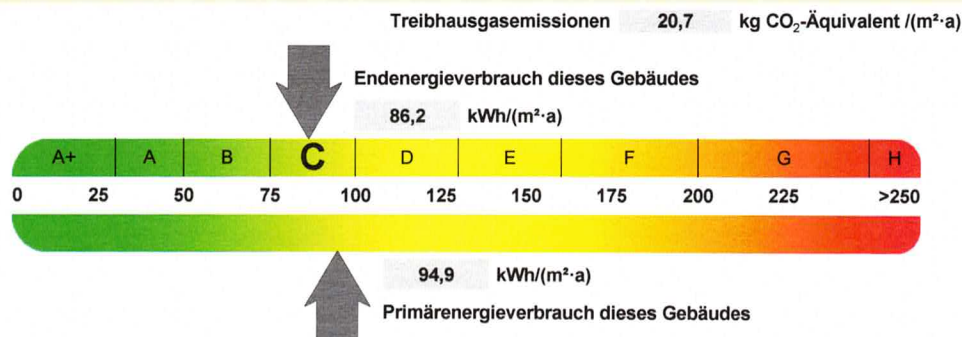 Treibhausgasemissionen 20,7 kg CO₂-Äquivalent /(m²·a)
Endenergieverbrauch dieses Gebäudes
86,2 kWh/(m²·a)
A+ A B C D E F G H
0 25 50 75 100 125 150 175 200 225 >250
94,9 kWh/(m²·a)
Primärenergieverbrauch dieses Gebäudes